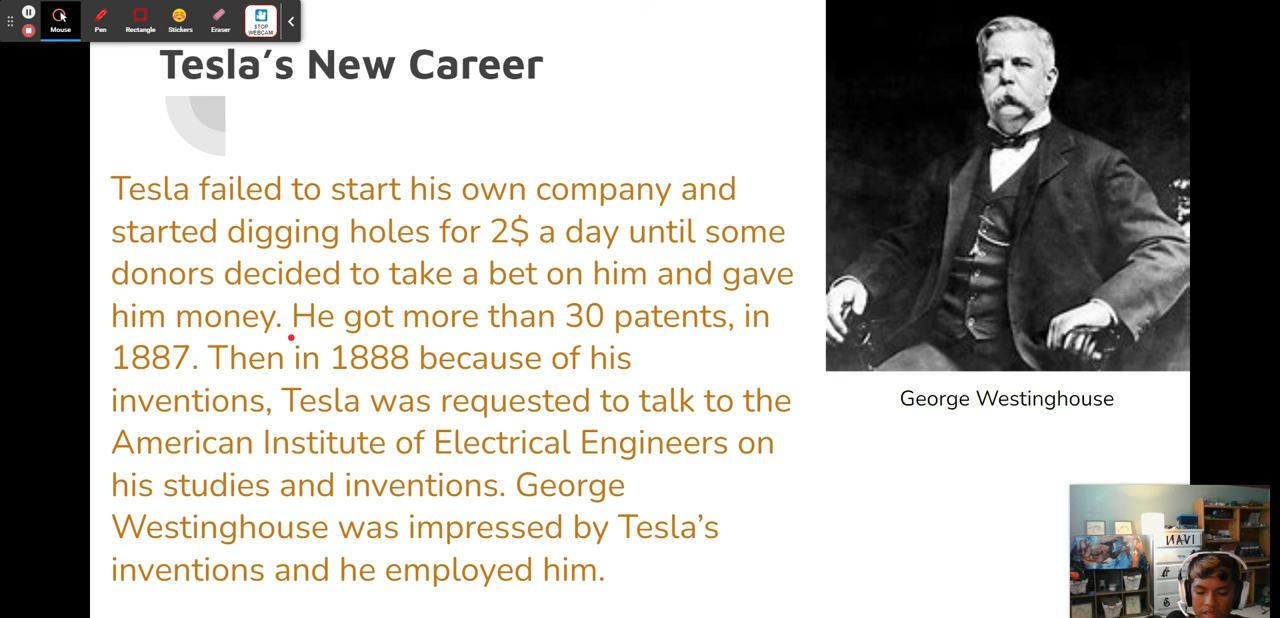 Mouse
Pen
Rectangle
Stickers
Eraser
STOP
WEBCAM
Tesla’s New Career
Tesla failed to start his own company and
started digging holes for 2$ a day until some
donors decided to take a bet on him and gave
him money. He got more than 30 patents, in
1887. Then in 1888 because of his
inventions, Tesla was requested to talk to the
American Institute of Electrical Engineers on
his studies and inventions. George
Westinghouse was impressed by Tesla’s
inventions and he employed him.
George Westinghouse